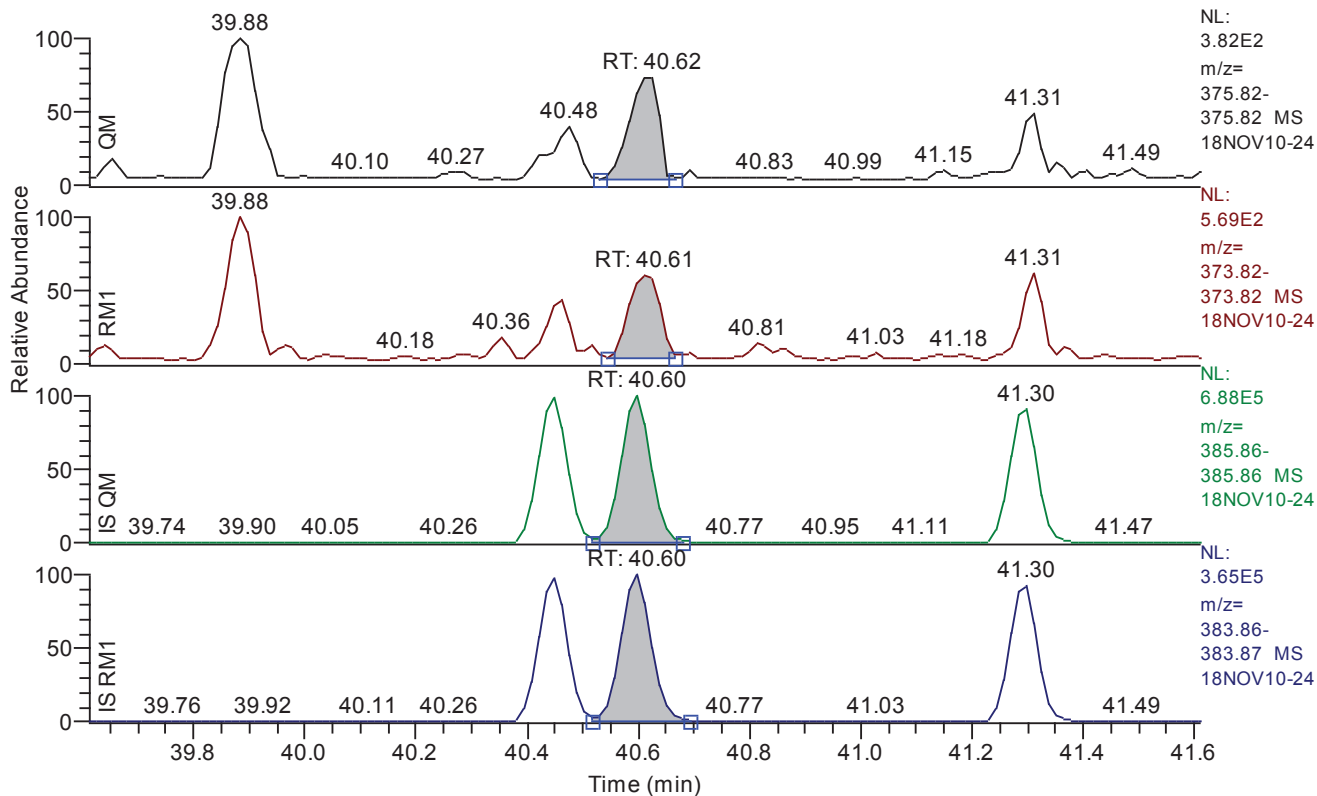 Relative Abundance
QM
100
50
0
39.88
40.10
40.27
40.48
RT: 40.62
40.83
40.99
41.15
41.31
41.49
NL:
3.82E2
m/z=
375.82-
375.82 MS
18NOV10-24
RM1
100
50
0
39.88
40.18
40.36
RT: 40.61
40.81
41.03
41.18
41.31
NL:
5.69E2
m/z=
373.82-
373.82 MS
18NOV10-24
IS QM
100
50
0
39.74
39.90
40.05
40.26
RT: 40.60
40.77
40.95
41.11
41.30
41.47
NL:
6.88E5
m/z=
385.86-
385.86 MS
18NOV10-24
IS RM1
100
50
0
39.76
39.92
40.11
40.26
RT: 40.60
40.77
41.03
41.30
41.49
NL:
3.65E5
m/z=
383.86-
383.87 MS
18NOV10-24
39.8 40.0 40.2 40.4 40.6 40.8 41.0 41.2 41.4 41.6
Time (min)